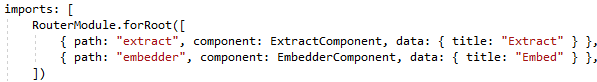 imports: [
    RouterModule.forRoot([
        { path: "extract", component: ExtractComponent, data: { title: "Extract" } },
        { path: "embedder", component: EmbedderComponent, data: { title: "Embed" } },
    ])